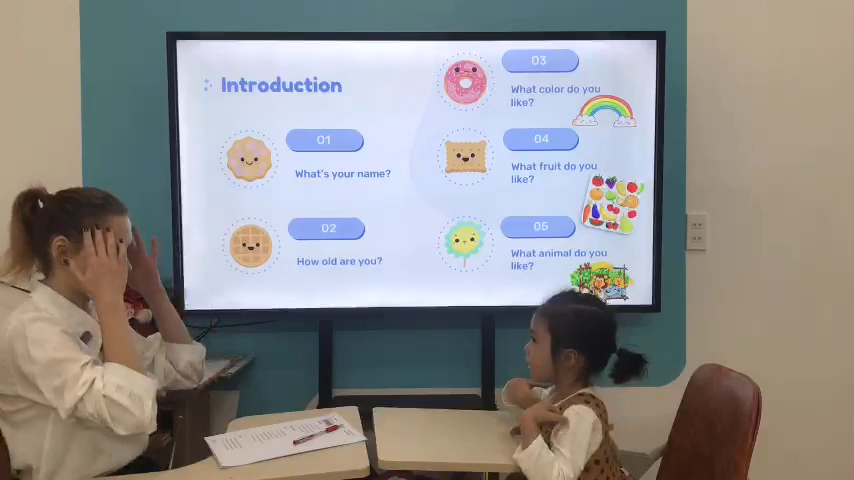 Introduction
01
What's your name?
02
How old are you?
03
What color do you
like?
04
What fruit do you
like?
05
What animal do you
like?